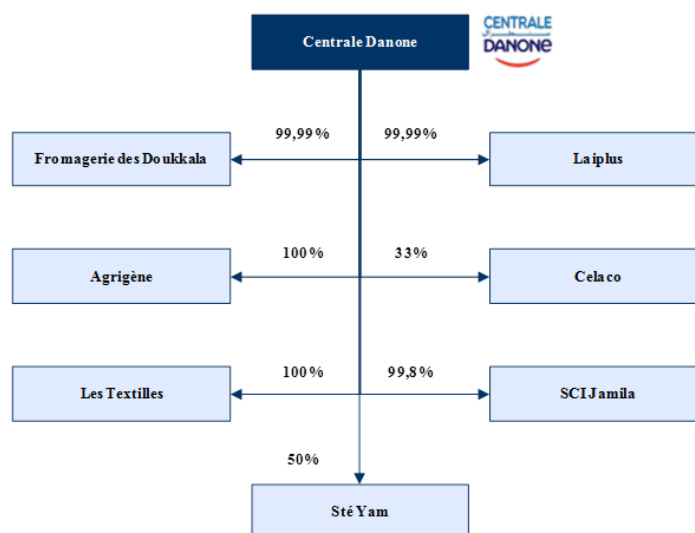 Centrale Danone
CENTRALE
DANONE
99,99%
99,99%
Fromagerie des Doukkala
Laiplus
100%
33%
Agrigène
Celaco
100%
99,8%
Les Textilles
SCI Jamila
50%
Sté Yam